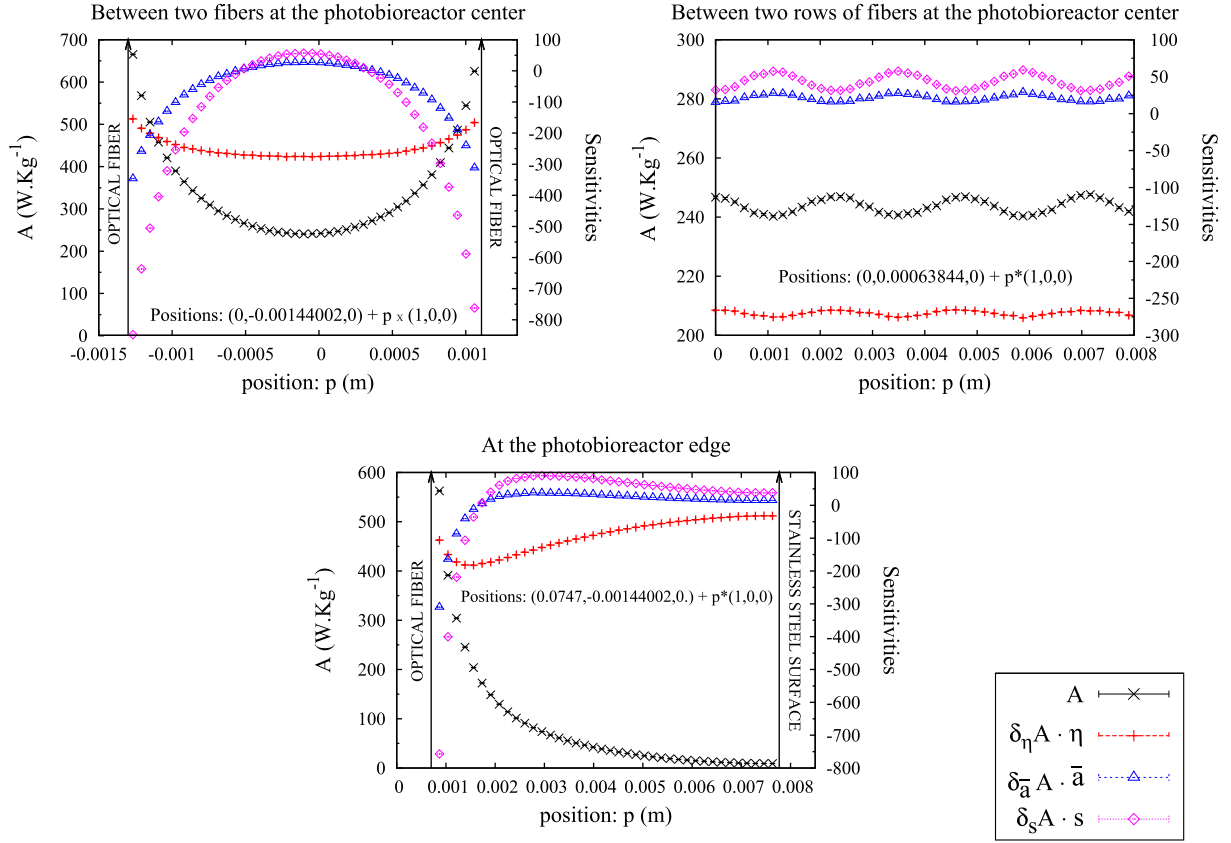 Between two fibers at the photobioreactor center
700
600
500
400
300
200
100
0
A (W.Kg-1)
100
0
-100
-200
-300
-400
-500
-600
-700
-800
Sensitivities
OPTICAL FIBER
OPTICAL FIBER
Positions: (0,-0.00144002,0) + p x (1,0,0)
-0.0015 -0.001 -0.0005 0 0.0005 0.001
position: p (m)
Between two rows of fibers at the photobioreactor center
300
280
260
240
220
200
A (W.Kg-1)
100
50
0
-50
-100
-150
-200
-250
-300
Sensitivities
Positions: (0,0.00063844,0) + p*(1,0,0)
0 0.001 0.002 0.003 0.004 0.005 0.006 0.007 0.008
position: p (m)
At the photobioreactor edge
600
500
400
300
200
100
0
A (W.Kg-1)
100
0
-100
-200
-300
-400
-500
-600
-700
-800
Sensitivities
OPTICAL FIBER
STAINLESS STEEL SURFACE
Positions: (0.0747,-0.00144002,0.) + p*(1,0,0)
0 0.001 0.002 0.003 0.004 0.005 0.006 0.007 0.008
position: p (m)
A
δηA · η
δāA · ā
δsA · s